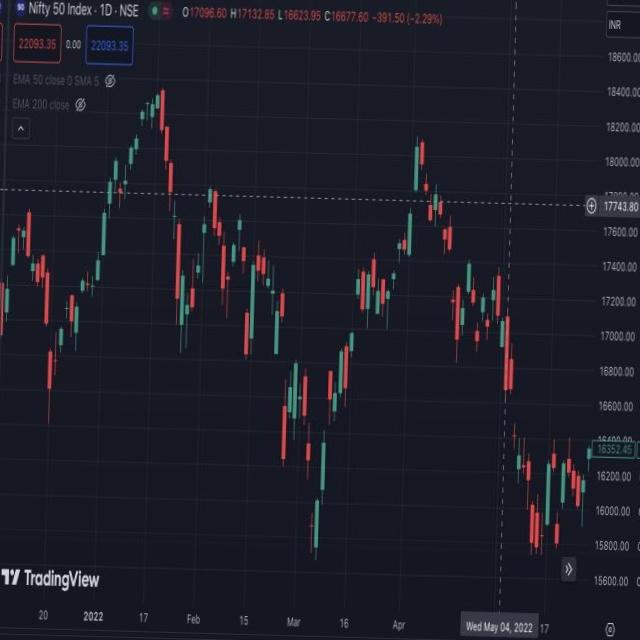 Nifty 50 Index · 1D · NSE O17096.60 H17132.85 L16623.95 C16677.60 -391.50 (-2.29%)
INR
22093.35 0.00 22093.35
EMA 50 close 0 SMA 5
EMA 200 close
18600.00
18400.00
18200.00
18000.00
17743.80
17600.00
17400.00
17200.00
17000.00
16800.00
16600.00
16400.00
16352.45
16200.00
16000.00
15800.00
15600.00
TradingView
20 2022 17 Feb 15 Mar 16 Apr Wed May 04, 2022 17